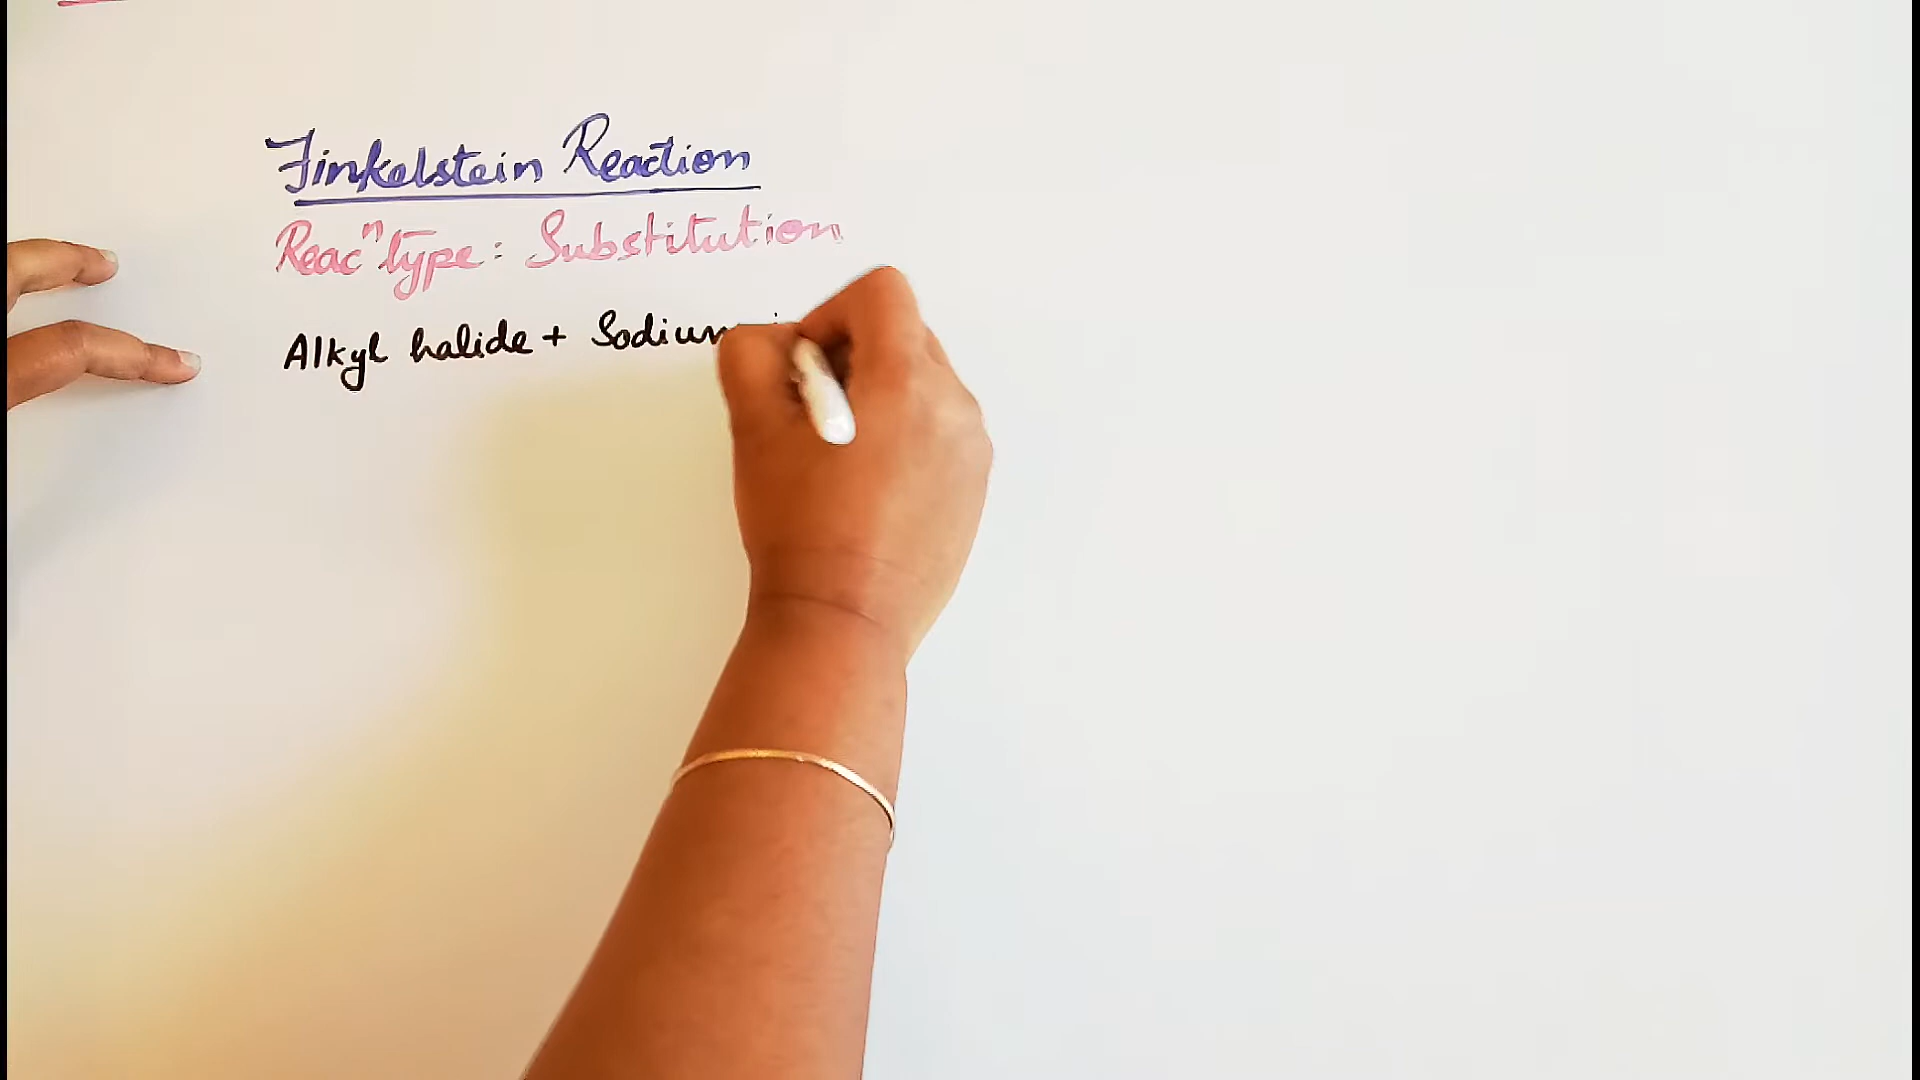 Finkelstein Reaction
Reacⁿ type: Substitution
Alkyl halide + Sodium